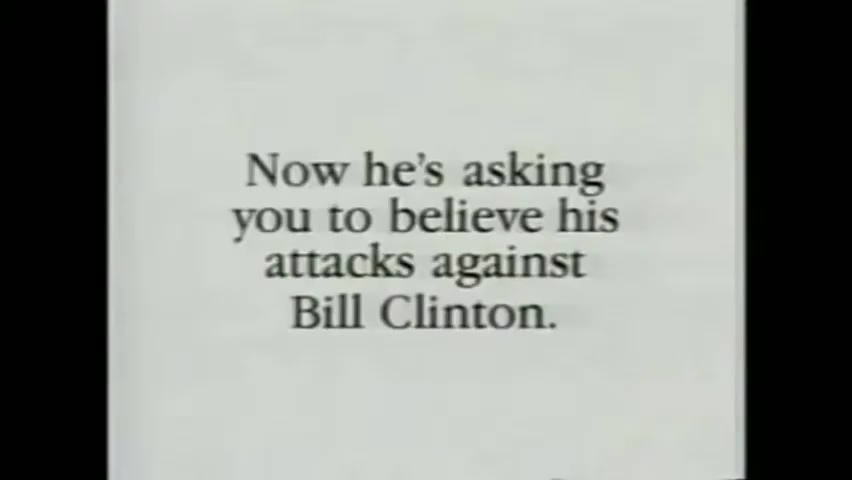 Now he's asking
you to believe his
attacks against
Bill Clinton.